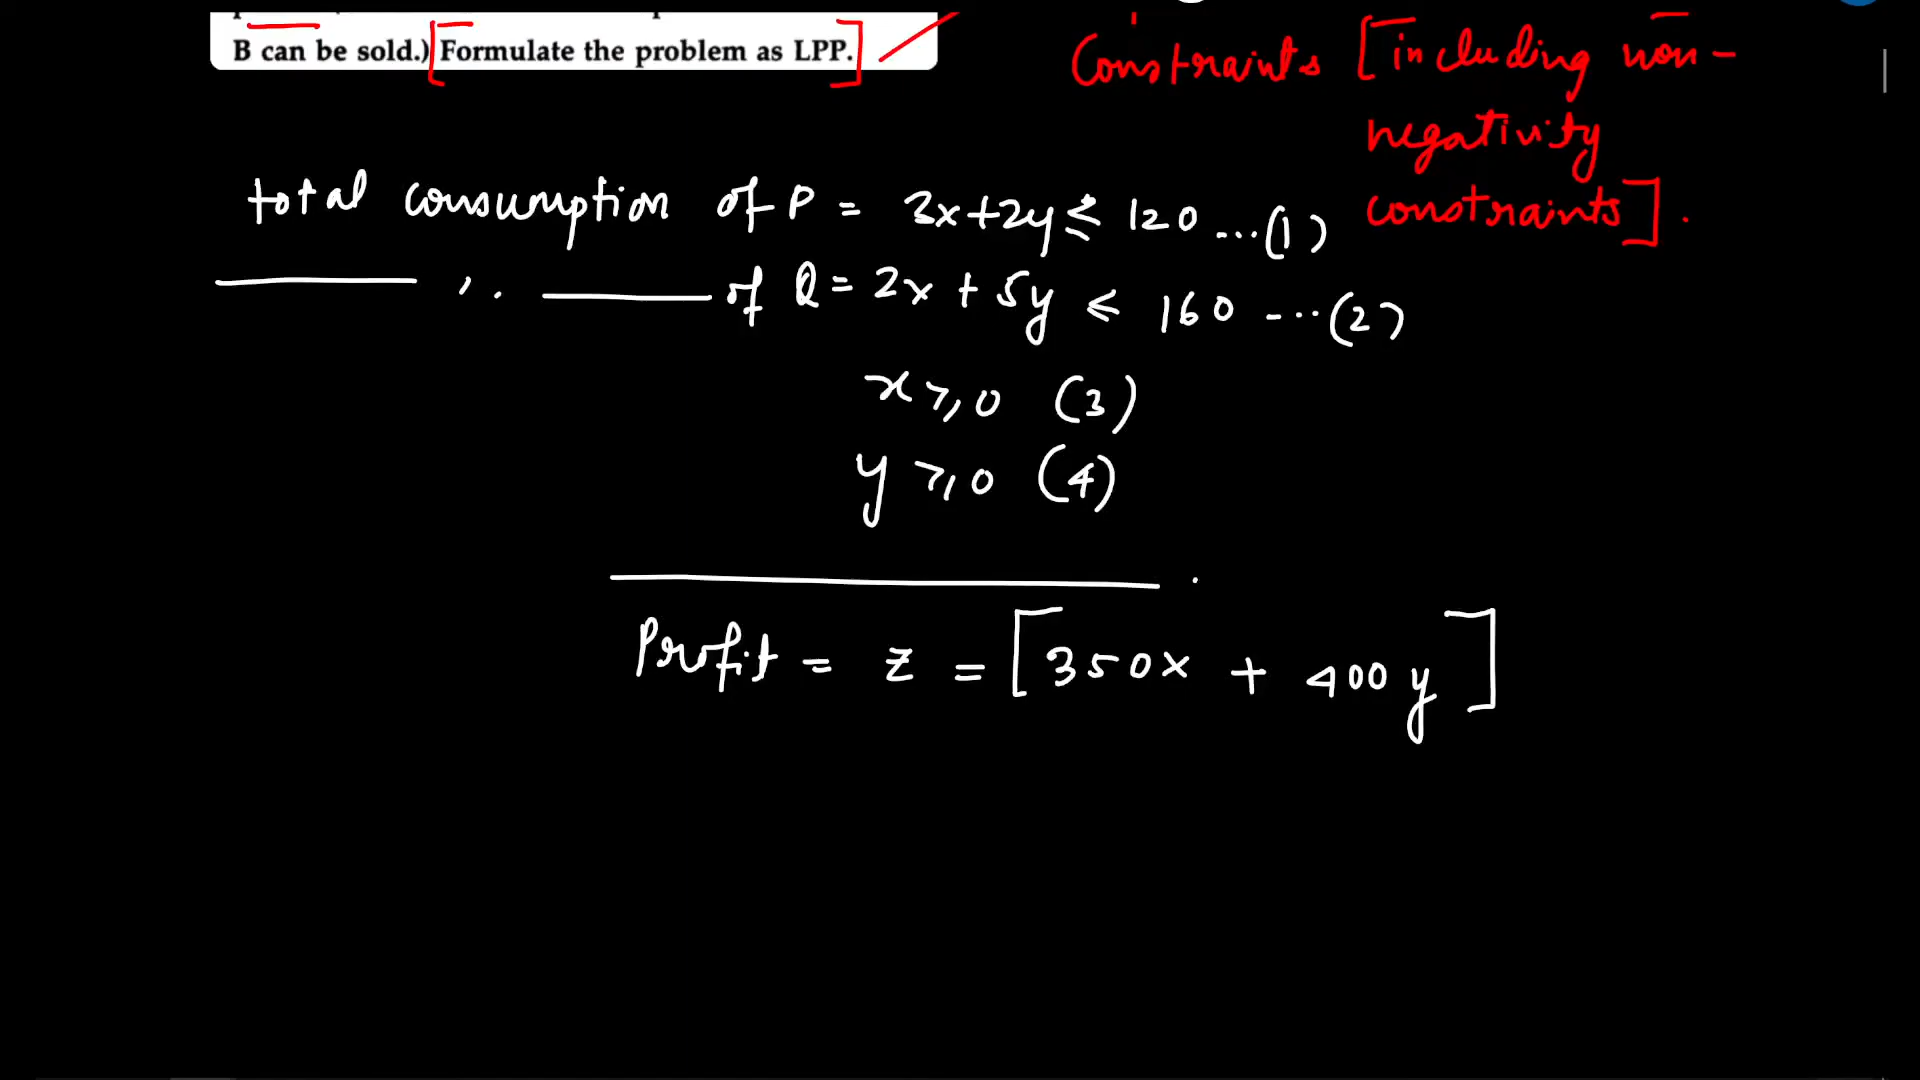 B can be sold.) Formulate the problem as LPP.
Constraints [including non-
negativity
constraints].
total consumption of P = 3x+2y ≤ 120 ...(1)
——— ,, ——— of Q = 2x + 5y ≤ 160 ...(2)
x ≥ 0 (3)
y ≥ 0 (4)
Profit = z = [350x + 400y]